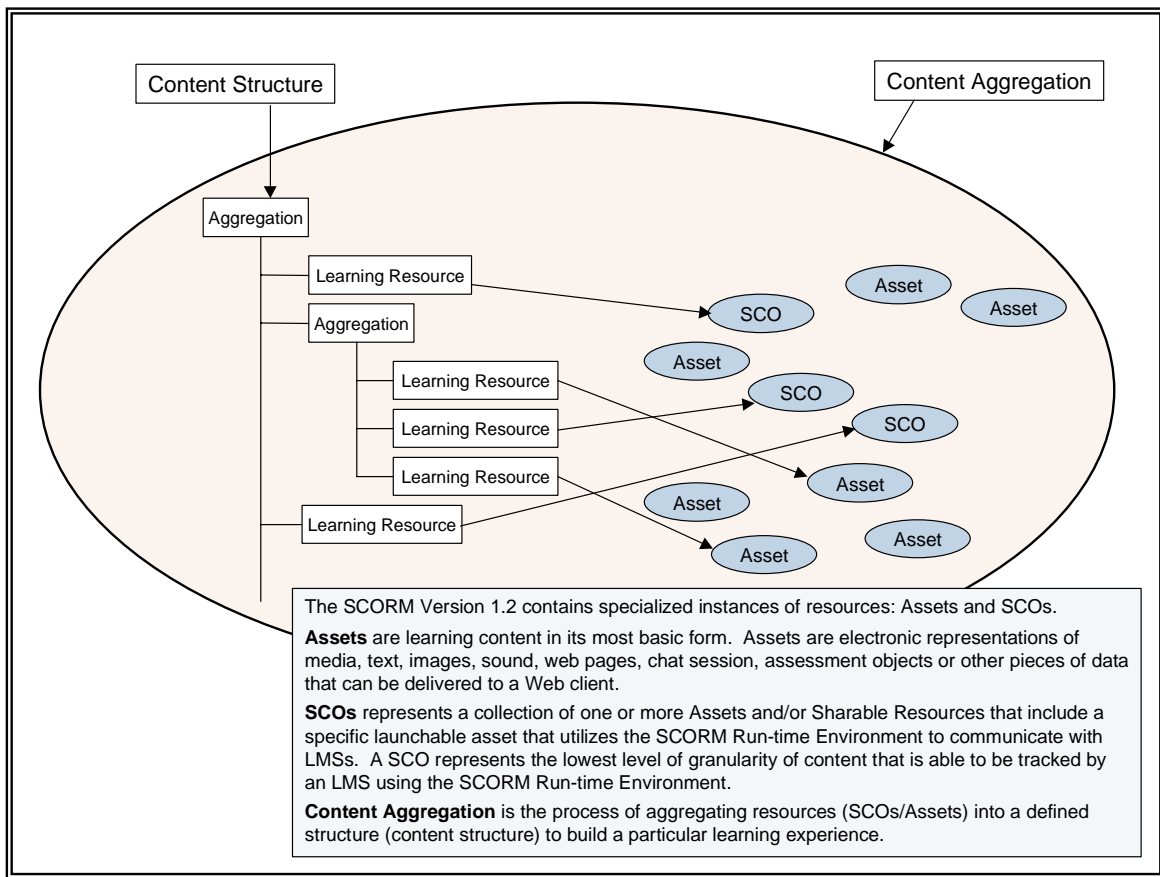 Content Structure
Content Aggregation
Aggregation
Learning Resource
Asset
Asset
SCO
Aggregation
Asset
Learning Resource
SCO
Learning Resource
SCO
Learning Resource
Asset
Asset
Learning Resource
Asset
Asset
The SCORM Version 1.2 contains specialized instances of resources: Assets and SCOs.
Assets are learning content in its most basic form. Assets are electronic representations of
media, text, images, sound, web pages, chat session, assessment objects or other pieces of data
that can be delivered to a Web client.
SCOs represents a collection of one or more Assets and/or Sharable Resources that include a
specific launchable asset that utilizes the SCORM Run-time Environment to communicate with
LMSs. A SCO represents the lowest level of granularity of content that is able to be tracked by
an LMS using the SCORM Run-time Environment.
Content Aggregation is the process of aggregating resources (SCOs/Assets) into a defined
structure (content structure) to build a particular learning experience.